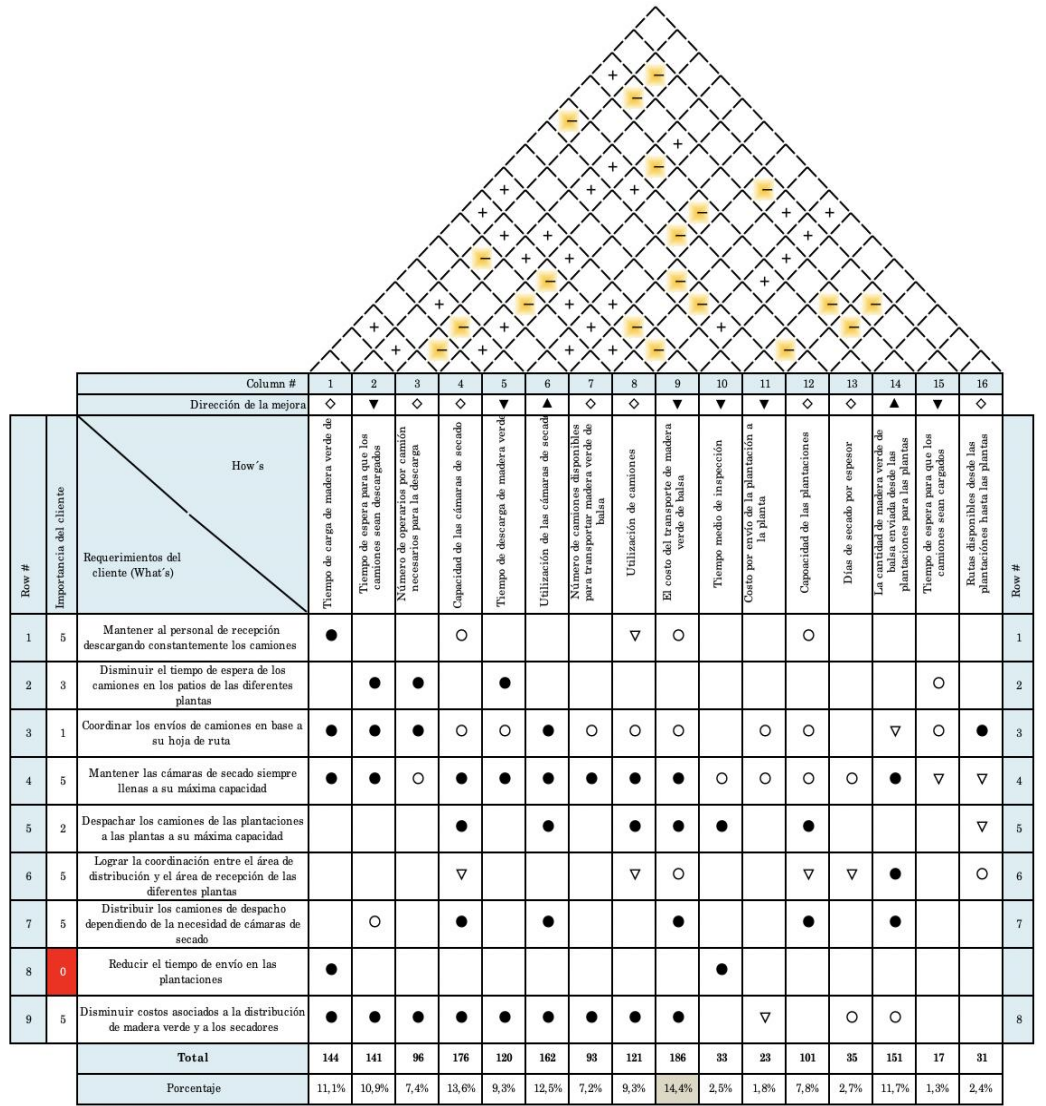 Column # 1 2 3 4 5 6 7 8 9 10 11 12 13 14 15 16
Dirección de la mejora
Row #
Importancia del cliente
How´s
Requerimientos del
cliente (What´s)
Tiempo de carga de madera verde de
Tiempo de espera para que los
camiones sean descargados
Número de operarios por camión
necesarios para la descarga
Capacidad de las cámaras de secado
Tiempo de descarga de madera verde
Utilización de las cámaras de secad
Número de camiones disponibles
para transportar madera verde de
balsa
Utilización de camiones
El costo del transporte de madera
verde de balsa
Tiempo medio de inspección
Costo por envío de la plantación a
la planta
Capoacidad de las plantaciones
Días de secado por espesor
La cantidad de madera verde de
balsa enviada desde las
plantaciones para las plantas
Tiempo de espera para que los
camiones sean cargados
Rutas disponibles desde las
plantaciónes hasta las plantas
Row #
1 5 Mantener al personal de recepción
descargando constantemente los camiones 1
Disminuir el tiempo de espera de los
2 3 camiones en los patios de las diferentes 2
plantas
3 1 Coordinar los envíos de camiones en base a
su hoja de ruta 3
4 5 Mantener las cámaras de secado siempre
llenas a su máxima capacidad 4
5 2 Despachar los camiones de las plantaciones
a las plantas a su máxima capacidad 5
Lograr la coordinación entre el área de
6 5 distribución y el área de recepción de las 6
diferentes plantas
Distribuir los camiones de despacho
7 5 dependiendo de la necesidad de cámaras de 7
secado
8 0 Reducir el tiempo de envío en las
plantaciones
9 5 Disminuir costos asociados a la distribución
de madera verde y a los secadores 8
Total 144 141 96 176 120 162 93 121 186 33 23 101 35 151 17 31
Porcentaje 11,1% 10,9% 7,4% 13,6% 9,3% 12,5% 7,2% 9,3% 14,4% 2,5% 1,8% 7,8% 2,7% 11,7% 1,3% 2,4%